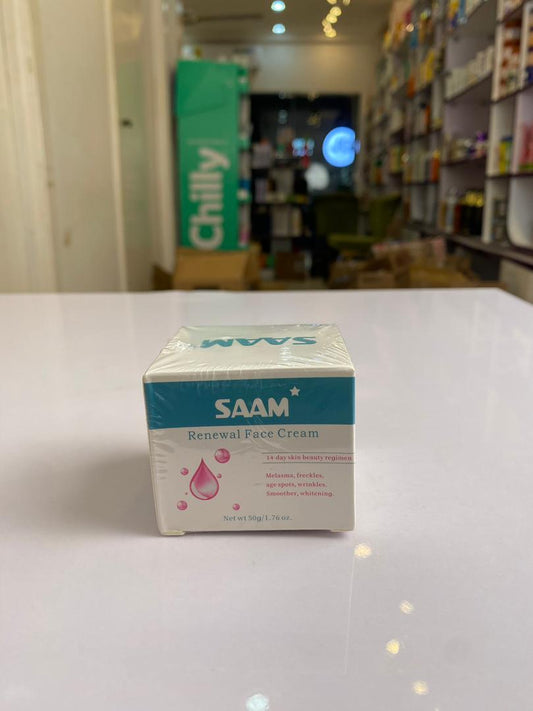 Chilly
SAAM
SAAM
Renewal Face Cream
14-day skin beauty regimen
Melasma, freckles,
age spots, wrinkles.
Smoother, whitening.
Net wt 50g/1.76 oz.